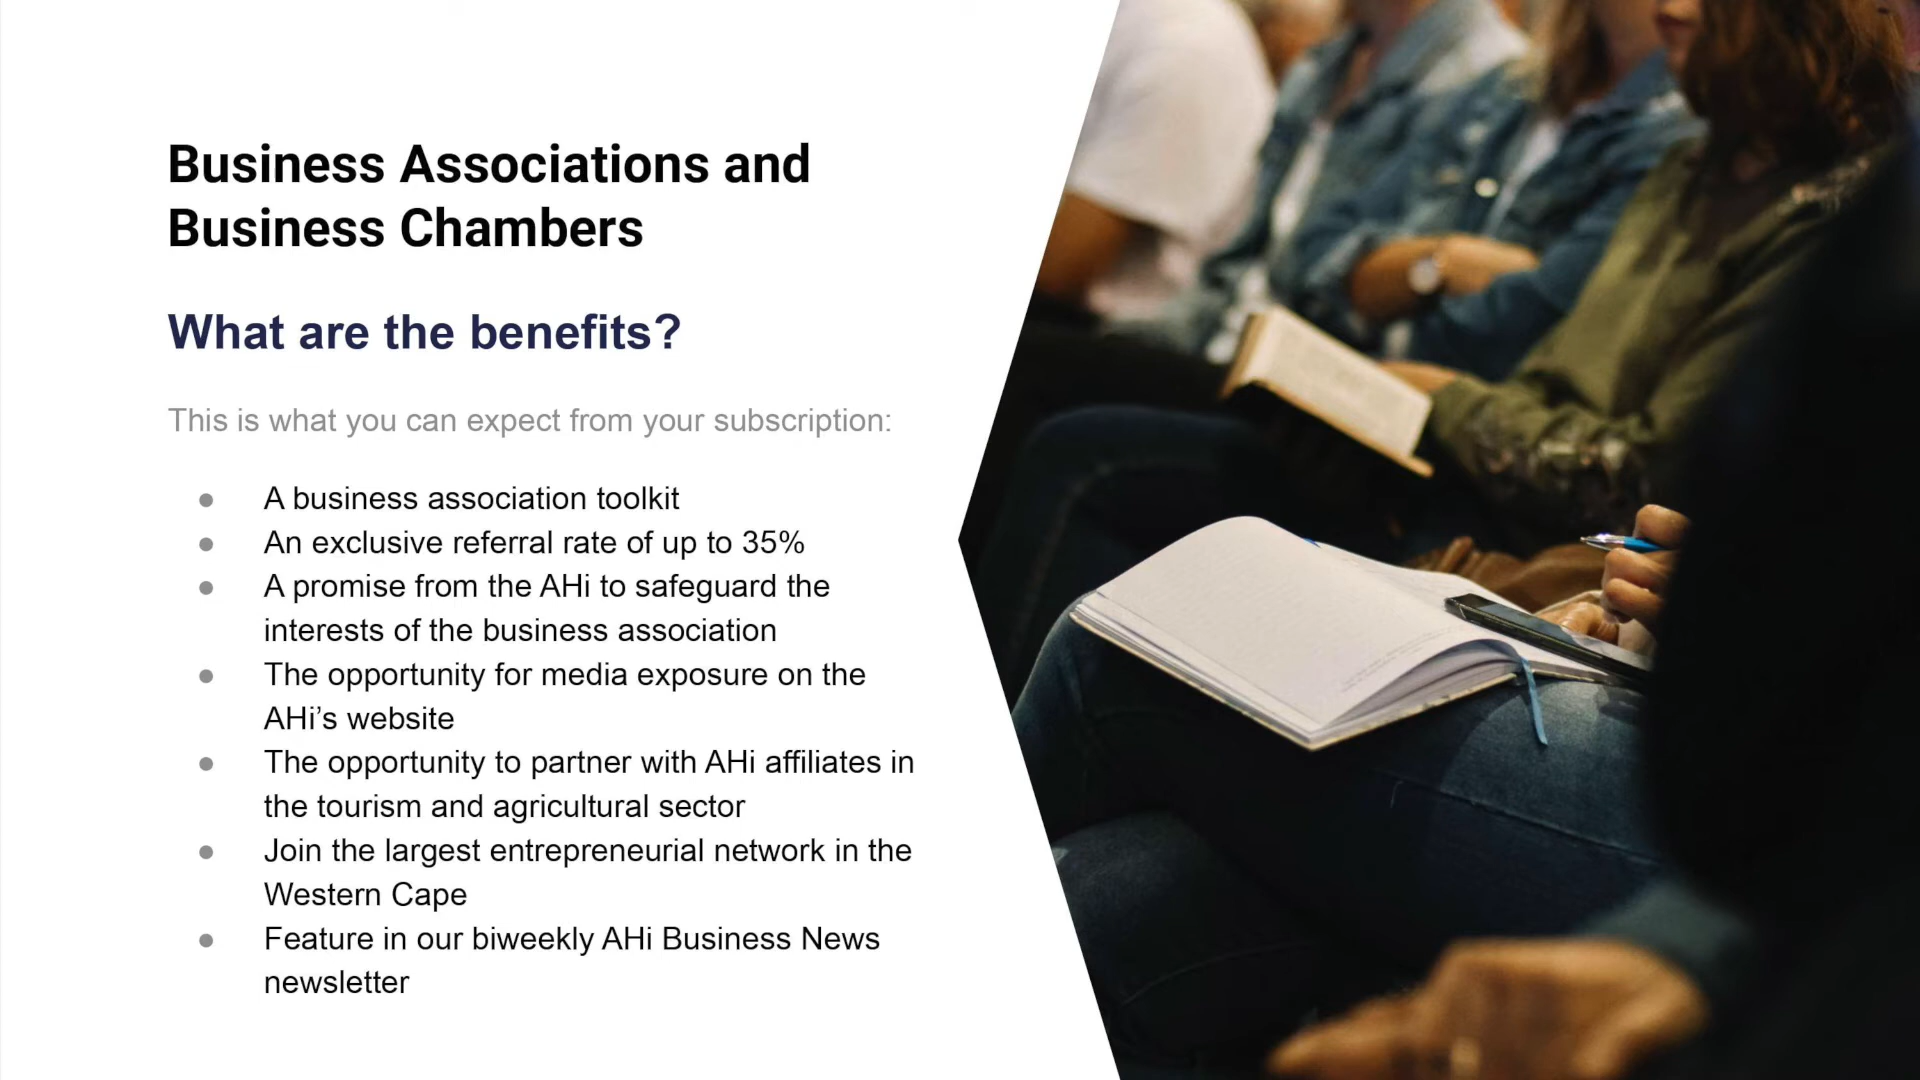 Business Associations and
Business Chambers
What are the benefits?
This is what you can expect from your subscription:
● A business association toolkit
● An exclusive referral rate of up to 35%
● A promise from the AHi to safeguard the
interests of the business association
● The opportunity for media exposure on the
AHi’s website
● The opportunity to partner with AHi affiliates in
the tourism and agricultural sector
● Join the largest entrepreneurial network in the
Western Cape
● Feature in our biweekly AHi Business News
newsletter